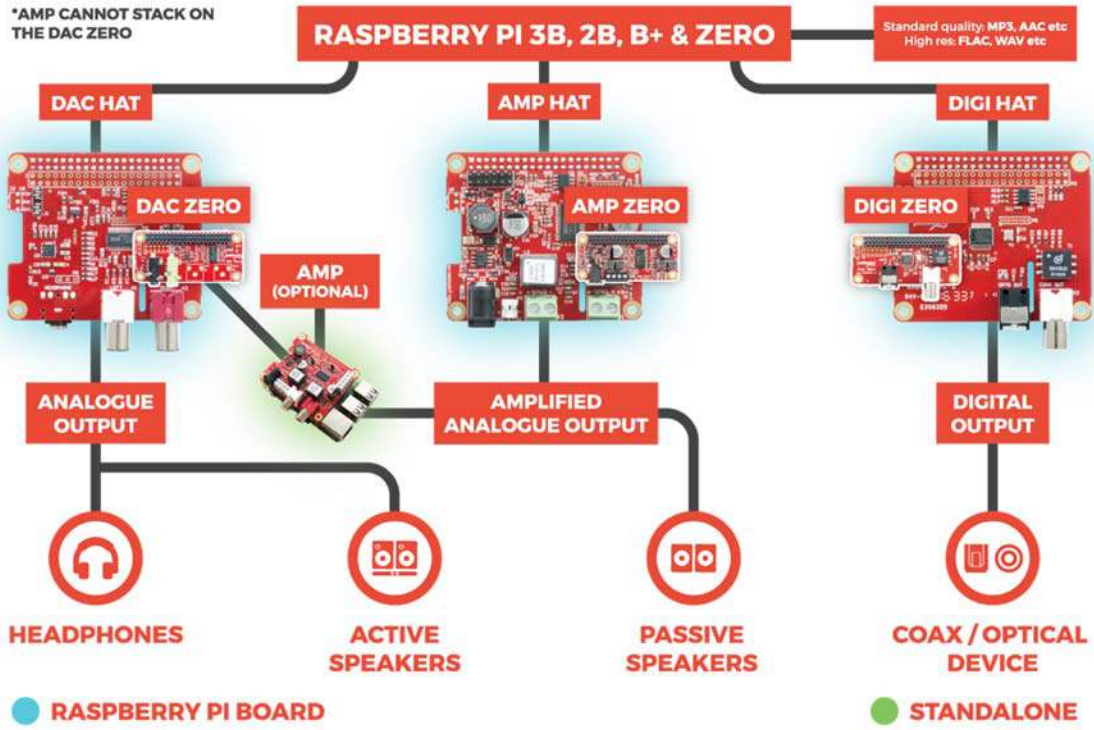 *AMP CANNOT STACK ON
THE DAC ZERO
RASPBERRY PI 3B, 2B, B+ & ZERO
Standard quality: MP3, AAC etc
High res: FLAC, WAV etc
DAC HAT
AMP HAT
DIGI HAT
DAC ZERO
AMP ZERO
DIGI ZERO
AMP
(OPTIONAL)
ANALOGUE
OUTPUT
AMPLIFIED
ANALOGUE OUTPUT
DIGITAL
OUTPUT
HEADPHONES
ACTIVE
SPEAKERS
PASSIVE
SPEAKERS
COAX / OPTICAL
DEVICE
RASPBERRY PI BOARD
STANDALONE